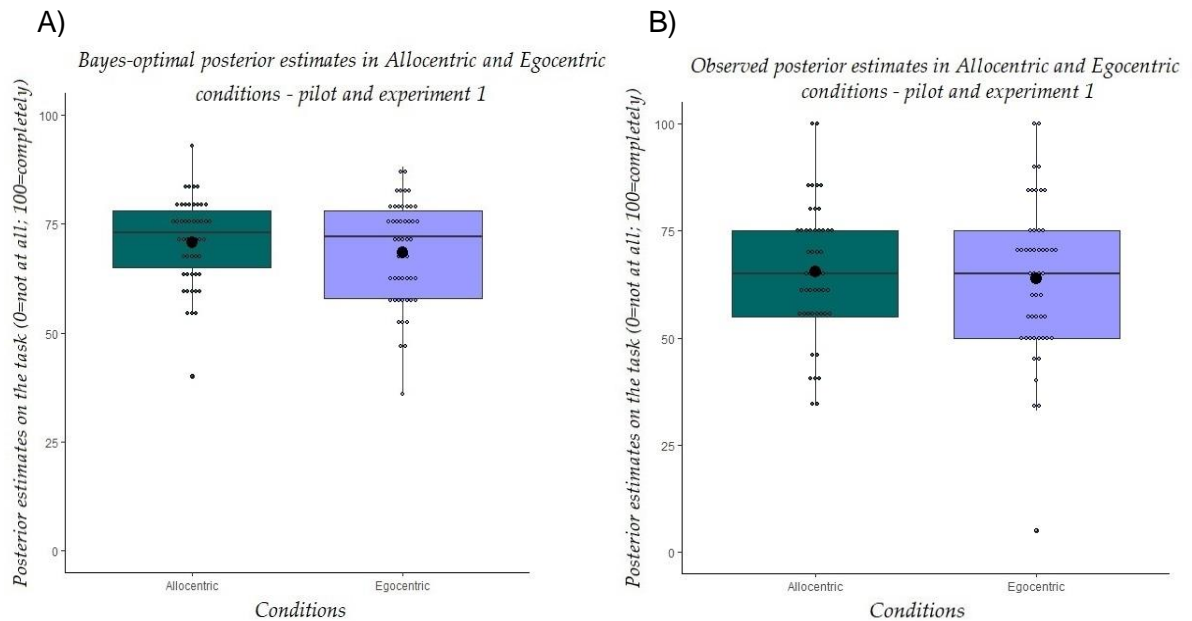 A)
Bayes-optimal posterior estimates in Allocentric and Egocentric
conditions - pilot and experiment 1
Posterior estimates on the task (0=not at all; 100=completely)
100
75
50
25
0
Allocentric
Egocentric
Conditions
B)
Observed posterior estimates in Allocentric and Egocentric
conditions - pilot and experiment 1
Posterior estimates on the task (0=not at all; 100=completely)
100
75
50
25
0
Allocentric
Egocentric
Conditions